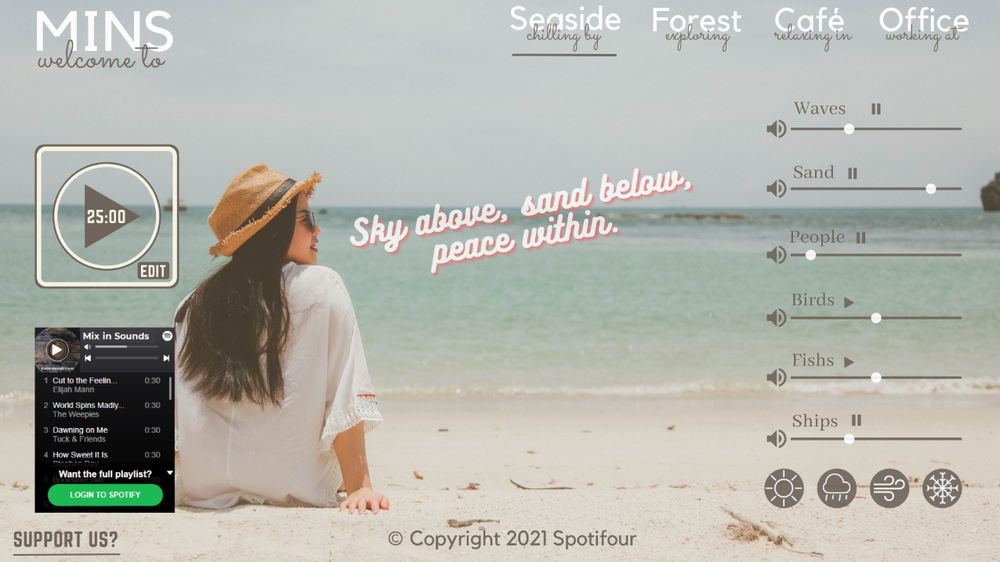 MINS
welcome to
Seaside
chilling by
Forest
exploring
Café
relaxing in
Office
working at
25:00
EDIT
Sky above, sand below,
peace within.
Waves
Sand
People
Birds
Fishs
Ships
Mix in Sounds
1 Cut to the Feelin... 0:30
Elijah Mann
2 World Spins Madly... 0:30
The Weepies
3 Dawning on Me 0:30
Tuck & Friends
4 How Sweet It Is 0:30
Stephen Day
Want the full playlist?
5 Bookstore Girl
LOGIN TO SPOTIFY
SUPPORT US?
© Copyright 2021 Spotifour